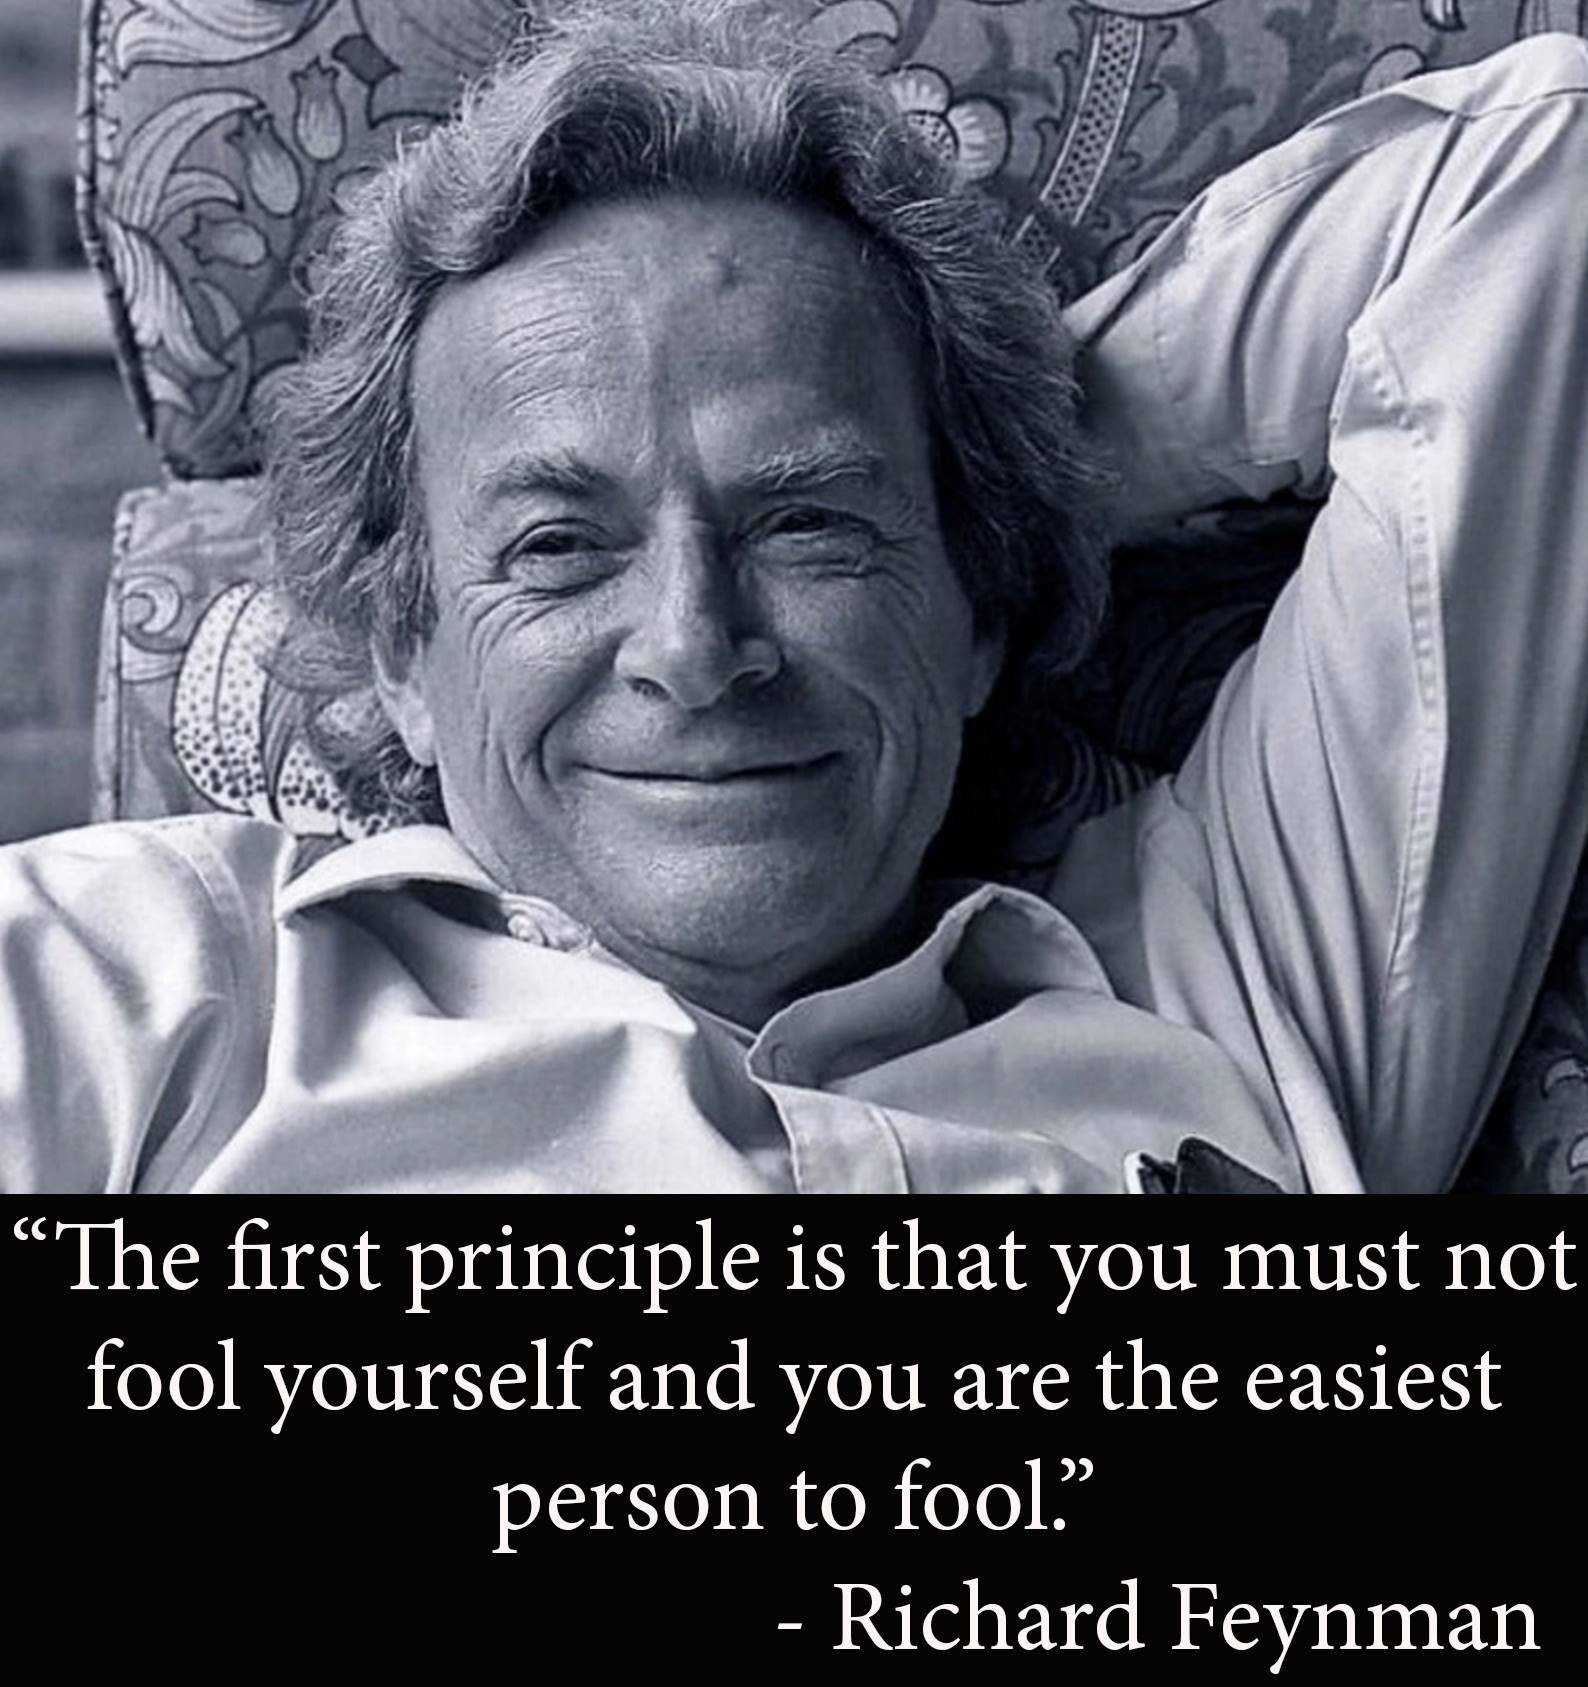 “The first principle is that you must not
fool yourself and you are the easiest
person to fool.”
- Richard Feynman